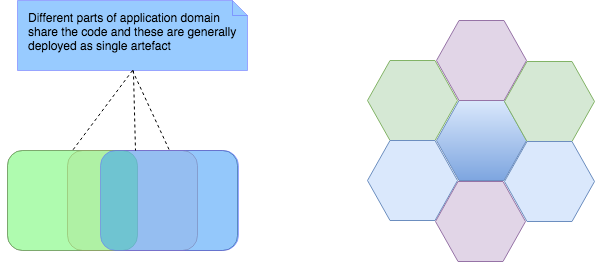 Different parts of application domain
share the code and these are generally
deployed as single artefact